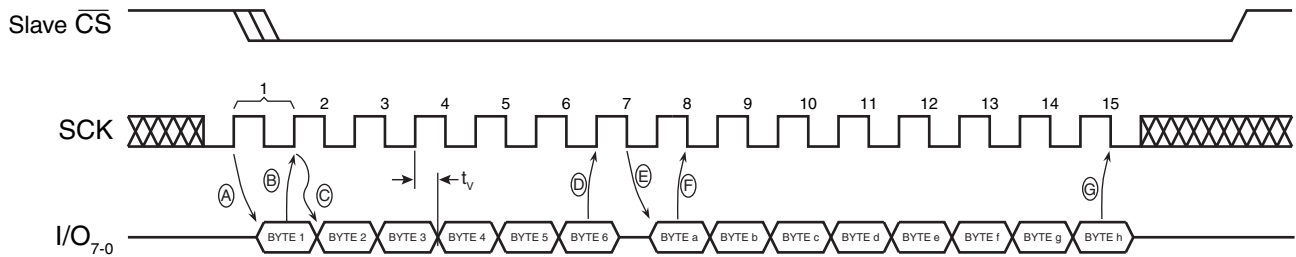 Slave CS
1 2 3 4 5 6 7 8 9 10 11 12 13 14 15
SCK
A B C tv D E F G
I/O7-0
BYTE 1 BYTE 2 BYTE 3 BYTE 4 BYTE 5 BYTE 6 BYTE a BYTE b BYTE c BYTE d BYTE e BYTE f BYTE g BYTE h